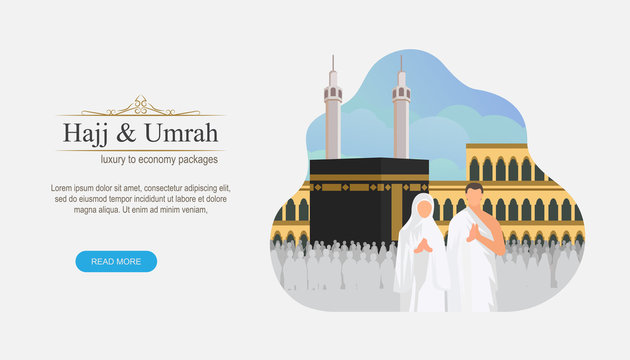 Hajj & Umrah
luxury to economy packages
Lorem ipsum dolor sit amet, consectetur adipiscing elit, sed
do eiusmod tempor incididunt ut labore et dolore
magna aliqua. Ut enim ad minim veniam,
READ MORE